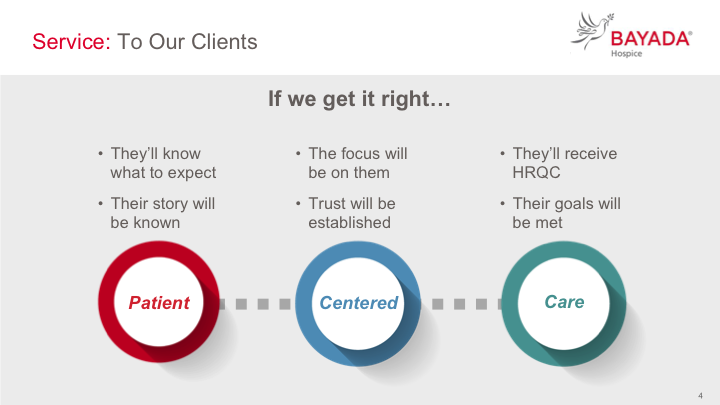 Service: To Our Clients
BAYADA®
Hospice
If we get it right…
• They’ll know
what to expect
• Their story will
be known
• The focus will
be on them
• Trust will be
established
• They’ll receive
HRQC
• Their goals will
be met
Patient
Centered
Care
4